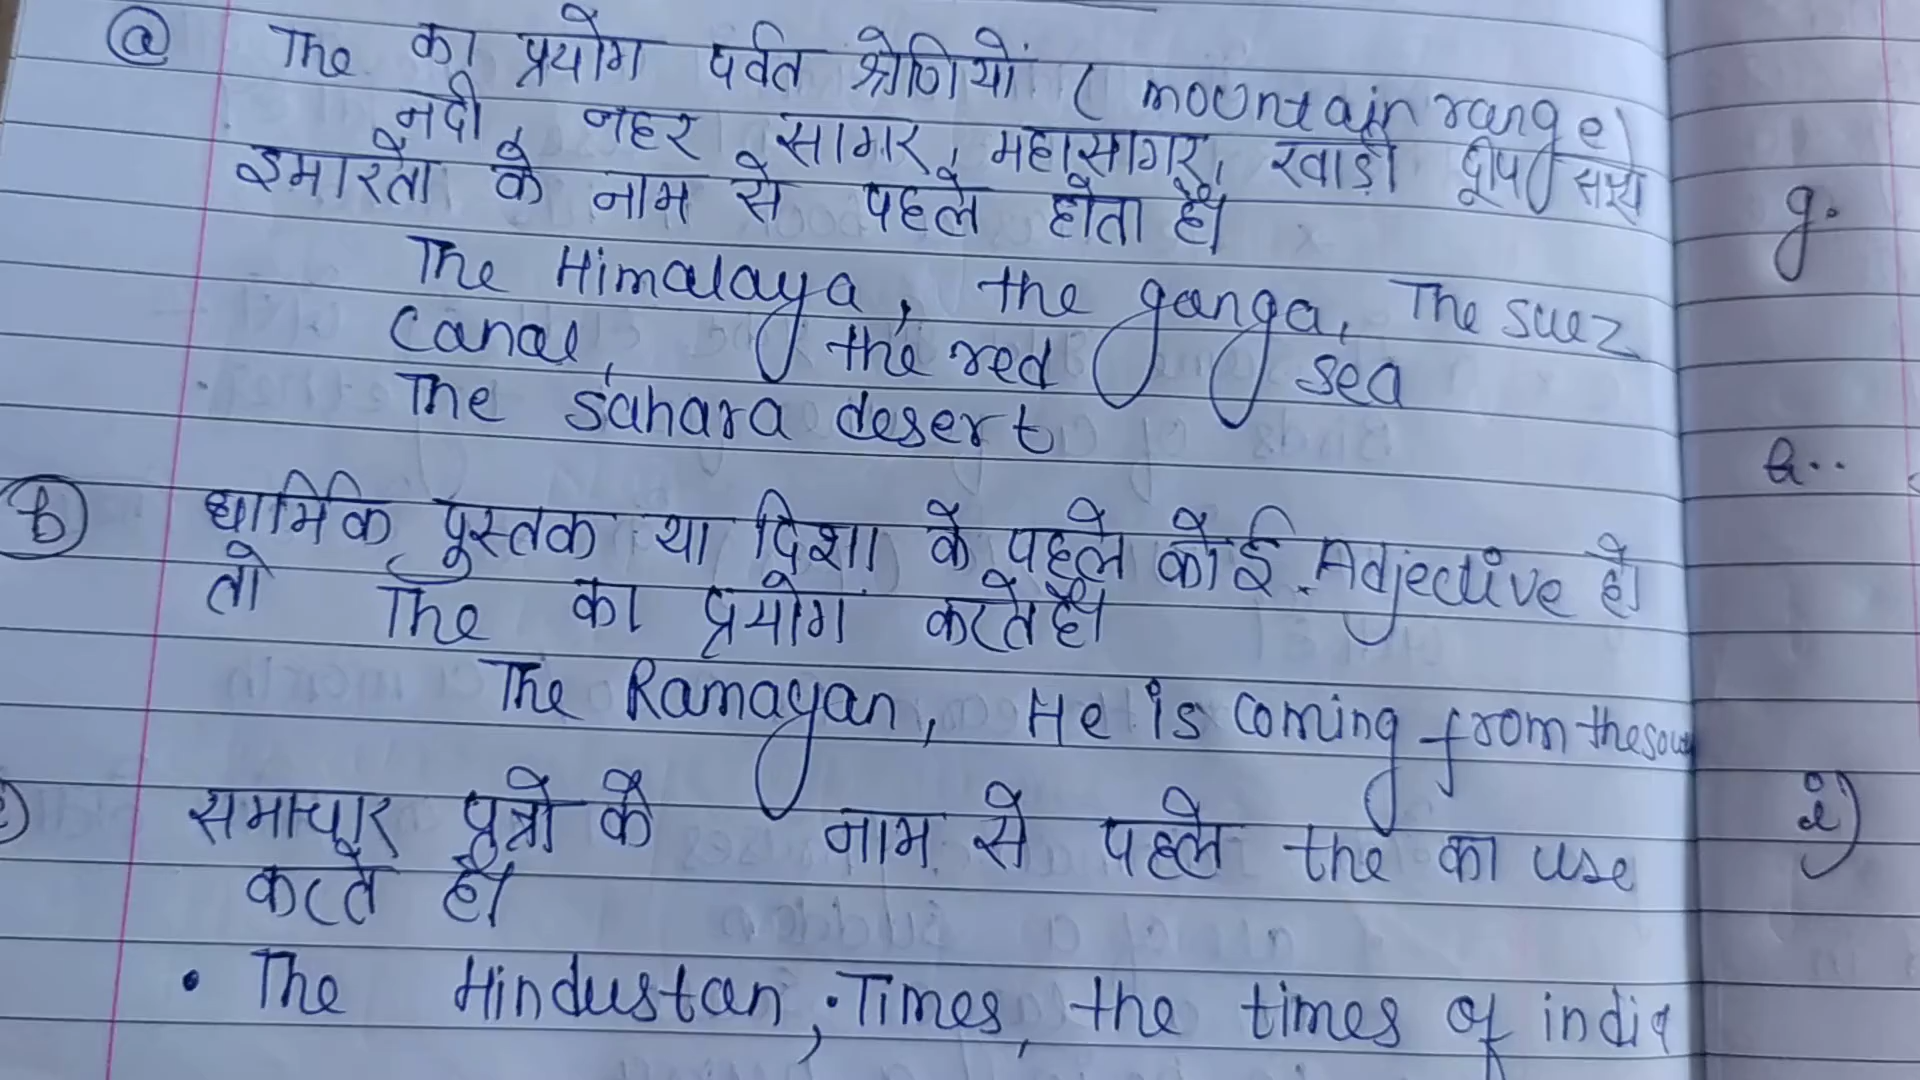 @ The का प्रयोग पर्वत श्रेणियों ( mountain range)
नदी, नहर सागर, महासागर, खाड़ी द्वीप
इमारतो के नाम से पहले होता है।
The Himalaya, the ganga, The suez
canal, the red sea
The sahara desert
b धार्मिक पुस्तक या दिशा के पहले कोई Adjective हो
तो The का प्रयोग करते है।
The Ramayan, He is coming from the
समाचार पत्रो के नाम से पहले the का use
करते है।
• The Hindustan, Times, the times of india
g.
i)